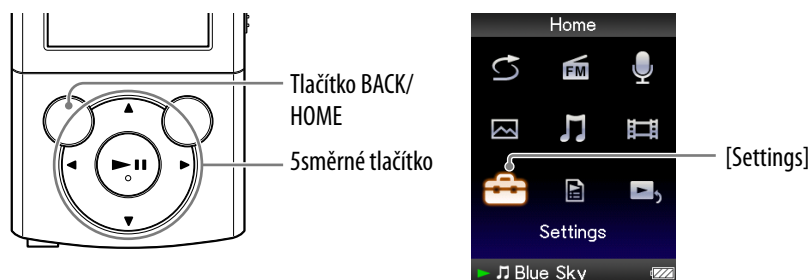 Tlačítko BACK/
HOME
5směrné tlačítko
Home
FM
[Settings]
Settings
Blue Sky